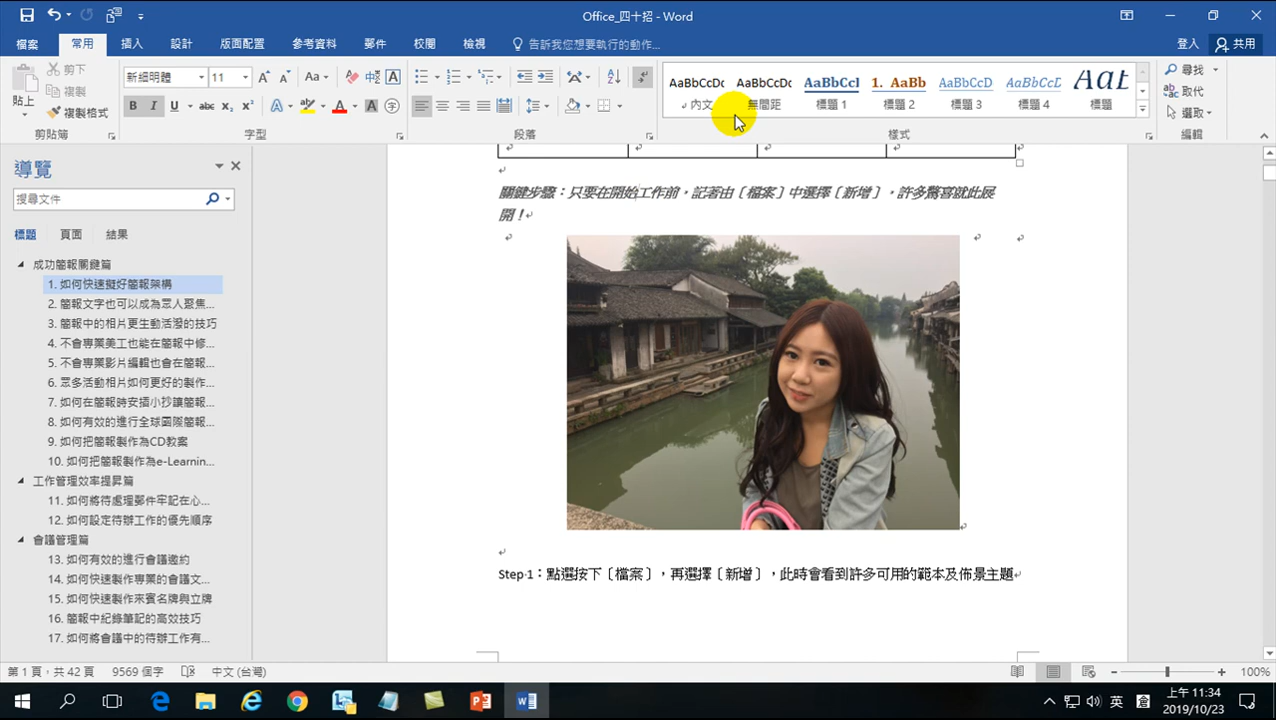 Office_四十招 - Word
檔案 常用 插入 設計 版面配置 參考資料 郵件 校閱 檢視 告訴我您想要執行的動作... 登入 共用
貼上 剪下 複製 複製格式
新細明體 11
AaBbCcDc AaBbCcDc AaBbCcI 1. AaBb AaBbCcD AaBbCcD AaI
內文 無間距 標題 1 標題 2 標題 3 標題 4 標題
尋找 取代 選取
剪貼簿 字型 段落 樣式 編輯
導覽
搜尋文件
標題 頁面 結果
成功簡報關鍵篇
1. 如何快速擬好簡報架構
2. 簡報文字也可以成為眾人聚焦...
3. 簡報中的相片更生動活潑的技巧
4. 不會專業美工也能在簡報中修...
5. 不會專業影片編輯也會在簡報...
6. 眾多活動相片如何更好的製作...
7. 如何在簡報時安插小抄讓簡報...
8. 如何有效的進行全球團隊簡報...
9. 如何把簡報製作為CD教案
10. 如何把簡報製作為e-Learnin...
工作管理效率提昇篇
11. 如何將待處理郵件牢記在心...
12. 如何設定待辦工作的優先順序
會議管理篇
13. 如何有效的進行會議邀約
14. 如何快速製作專業的會議文...
15. 如何快速製作來賓名牌與立牌
16. 簡報中紀錄筆記的高效技巧
17. 如何將會議中的待辦工作有...
關鍵步驟：只要在開始工作前，記著由〔檔案〕中選擇〔新增〕，許多驚喜就此展
開！
Step 1：點選按下〔檔案〕，再選擇〔新增〕，此時會看到許多可用的範本及佈景主題
第 1 頁，共 42 頁 9569 個字 中文 (台灣) 100%
英 上午 11:34
2019/10/23